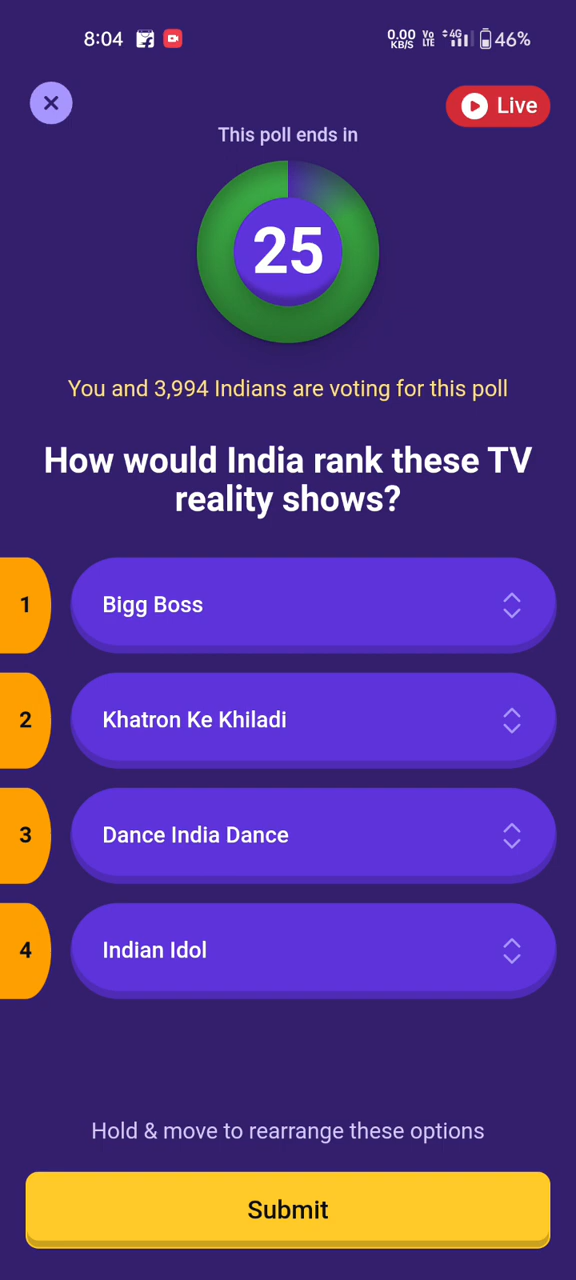 8:04
0.00 KB/S Vo LTE 4G 46%
Live
This poll ends in
25
You and 3,994 Indians are voting for this poll
How would India rank these TV
reality shows?
1 Bigg Boss
2 Khatron Ke Khiladi
3 Dance India Dance
4 Indian Idol
Hold & move to rearrange these options
Submit